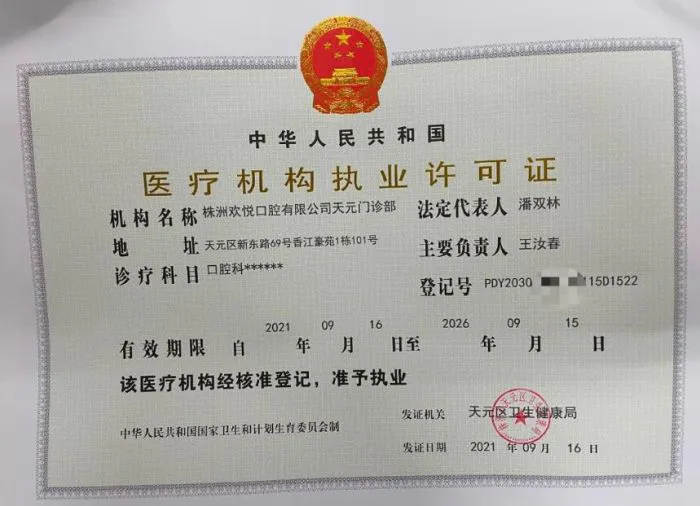 中华人民共和国
医疗机构执业许可证
机构名称 株洲欢悦口腔有限公司天元门诊部 法定代表人 潘双林
地址 天元区新东路69号香江豪苑1栋101号 主要负责人 王汝春
诊疗科目 口腔科****** 登记号 PDY2030 115D1522
有效期限 自 2021 年 09 月 16 日至 2026 年 09 月 15 日
该医疗机构经核准登记，准予执业
发证机关 天元区卫生健康局
中华人民共和国国家卫生和计划生育委员会制
发证日期 2021 年 09 月 16 日